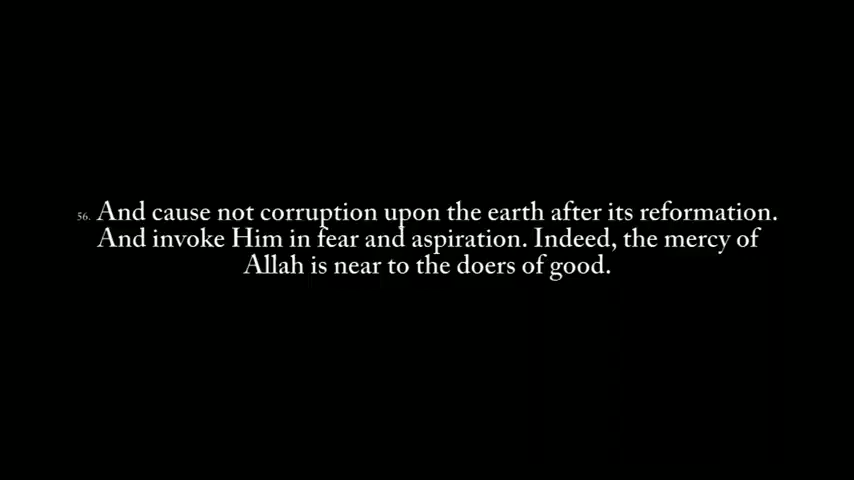 56. And cause not corruption upon the earth after its reformation.
And invoke Him in fear and aspiration. Indeed, the mercy of
Allah is near to the doers of good.